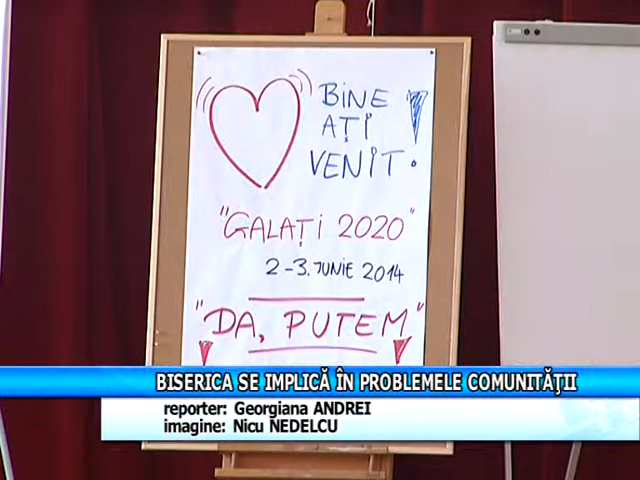 BINE
AȚI
VENIT!
"GALAȚI 2020"
2-3. IUNIE 2014
"DA, PUTEM"
BISERICA SE IMPLICĂ ÎN PROBLEMELE COMUNITĂŢII
reporter: Georgiana ANDREI
imagine: Nicu NEDELCU